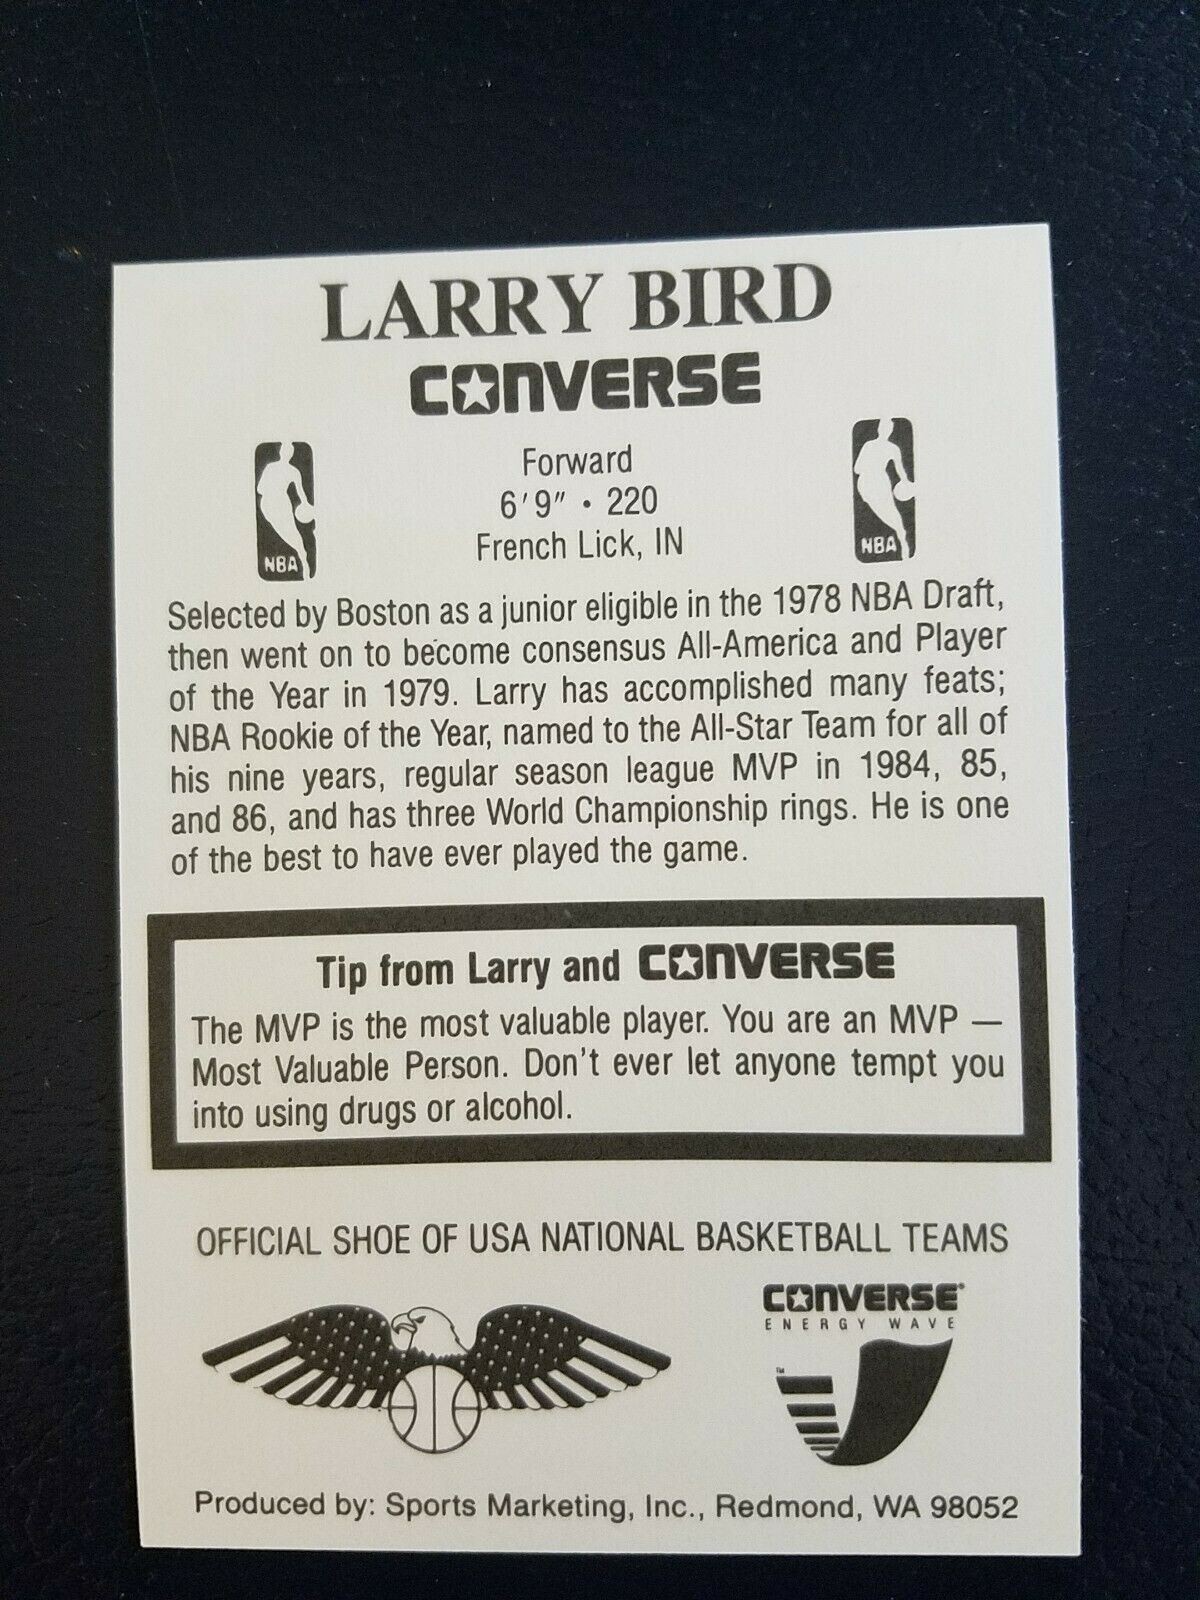 LARRY BIRD
CONVERSE
Forward
6'9" • 220
French Lick, IN
NBA
NBA
Selected by Boston as a junior eligible in the 1978 NBA Draft,
then went on to become consensus All-America and Player
of the Year in 1979. Larry has accomplished many feats;
NBA Rookie of the Year, named to the All-Star Team for all of
his nine years, regular season league MVP in 1984, 85,
and 86, and has three World Championship rings. He is one
of the best to have ever played the game.
Tip from Larry and CONVERSE
The MVP is the most valuable player. You are an MVP —
Most Valuable Person. Don't ever let anyone tempt you
into using drugs or alcohol.
OFFICIAL SHOE OF USA NATIONAL BASKETBALL TEAMS
CONVERSE®
ENERGY WAVE
TM
Produced by: Sports Marketing, Inc., Redmond, WA 98052